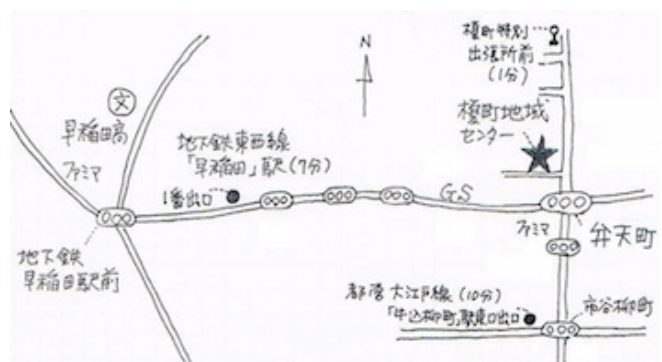 榎町特別
出張所前
(1分)
N
文
早稲田高
榎町地域
センター
地下鉄東西線
「早稲田」駅(7分)
ファミマ
1番出口
GS
ファミマ
弁天町
地下鉄
早稲田駅前
都営大江戸線(10分)
「牛込柳町」駅東口出口
市谷柳町